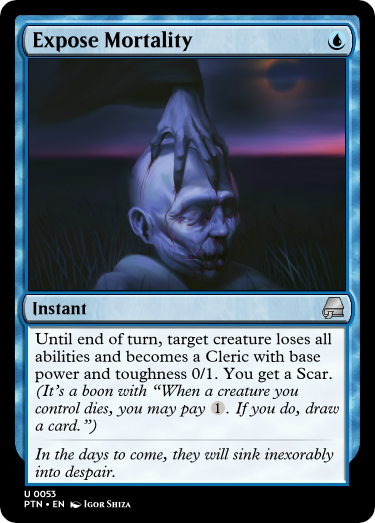 Expose Mortality
Instant
Until end of turn, target creature loses all
abilities and becomes a Cleric with base
power and toughness 0/1. You get a Scar.
(It's a boon with “When a creature you
control dies, you may pay 1. If you do, draw
a card.”)
In the days to come, they will sink inexorably
into despair.
U 0053
PTN • EN Igor Shiza